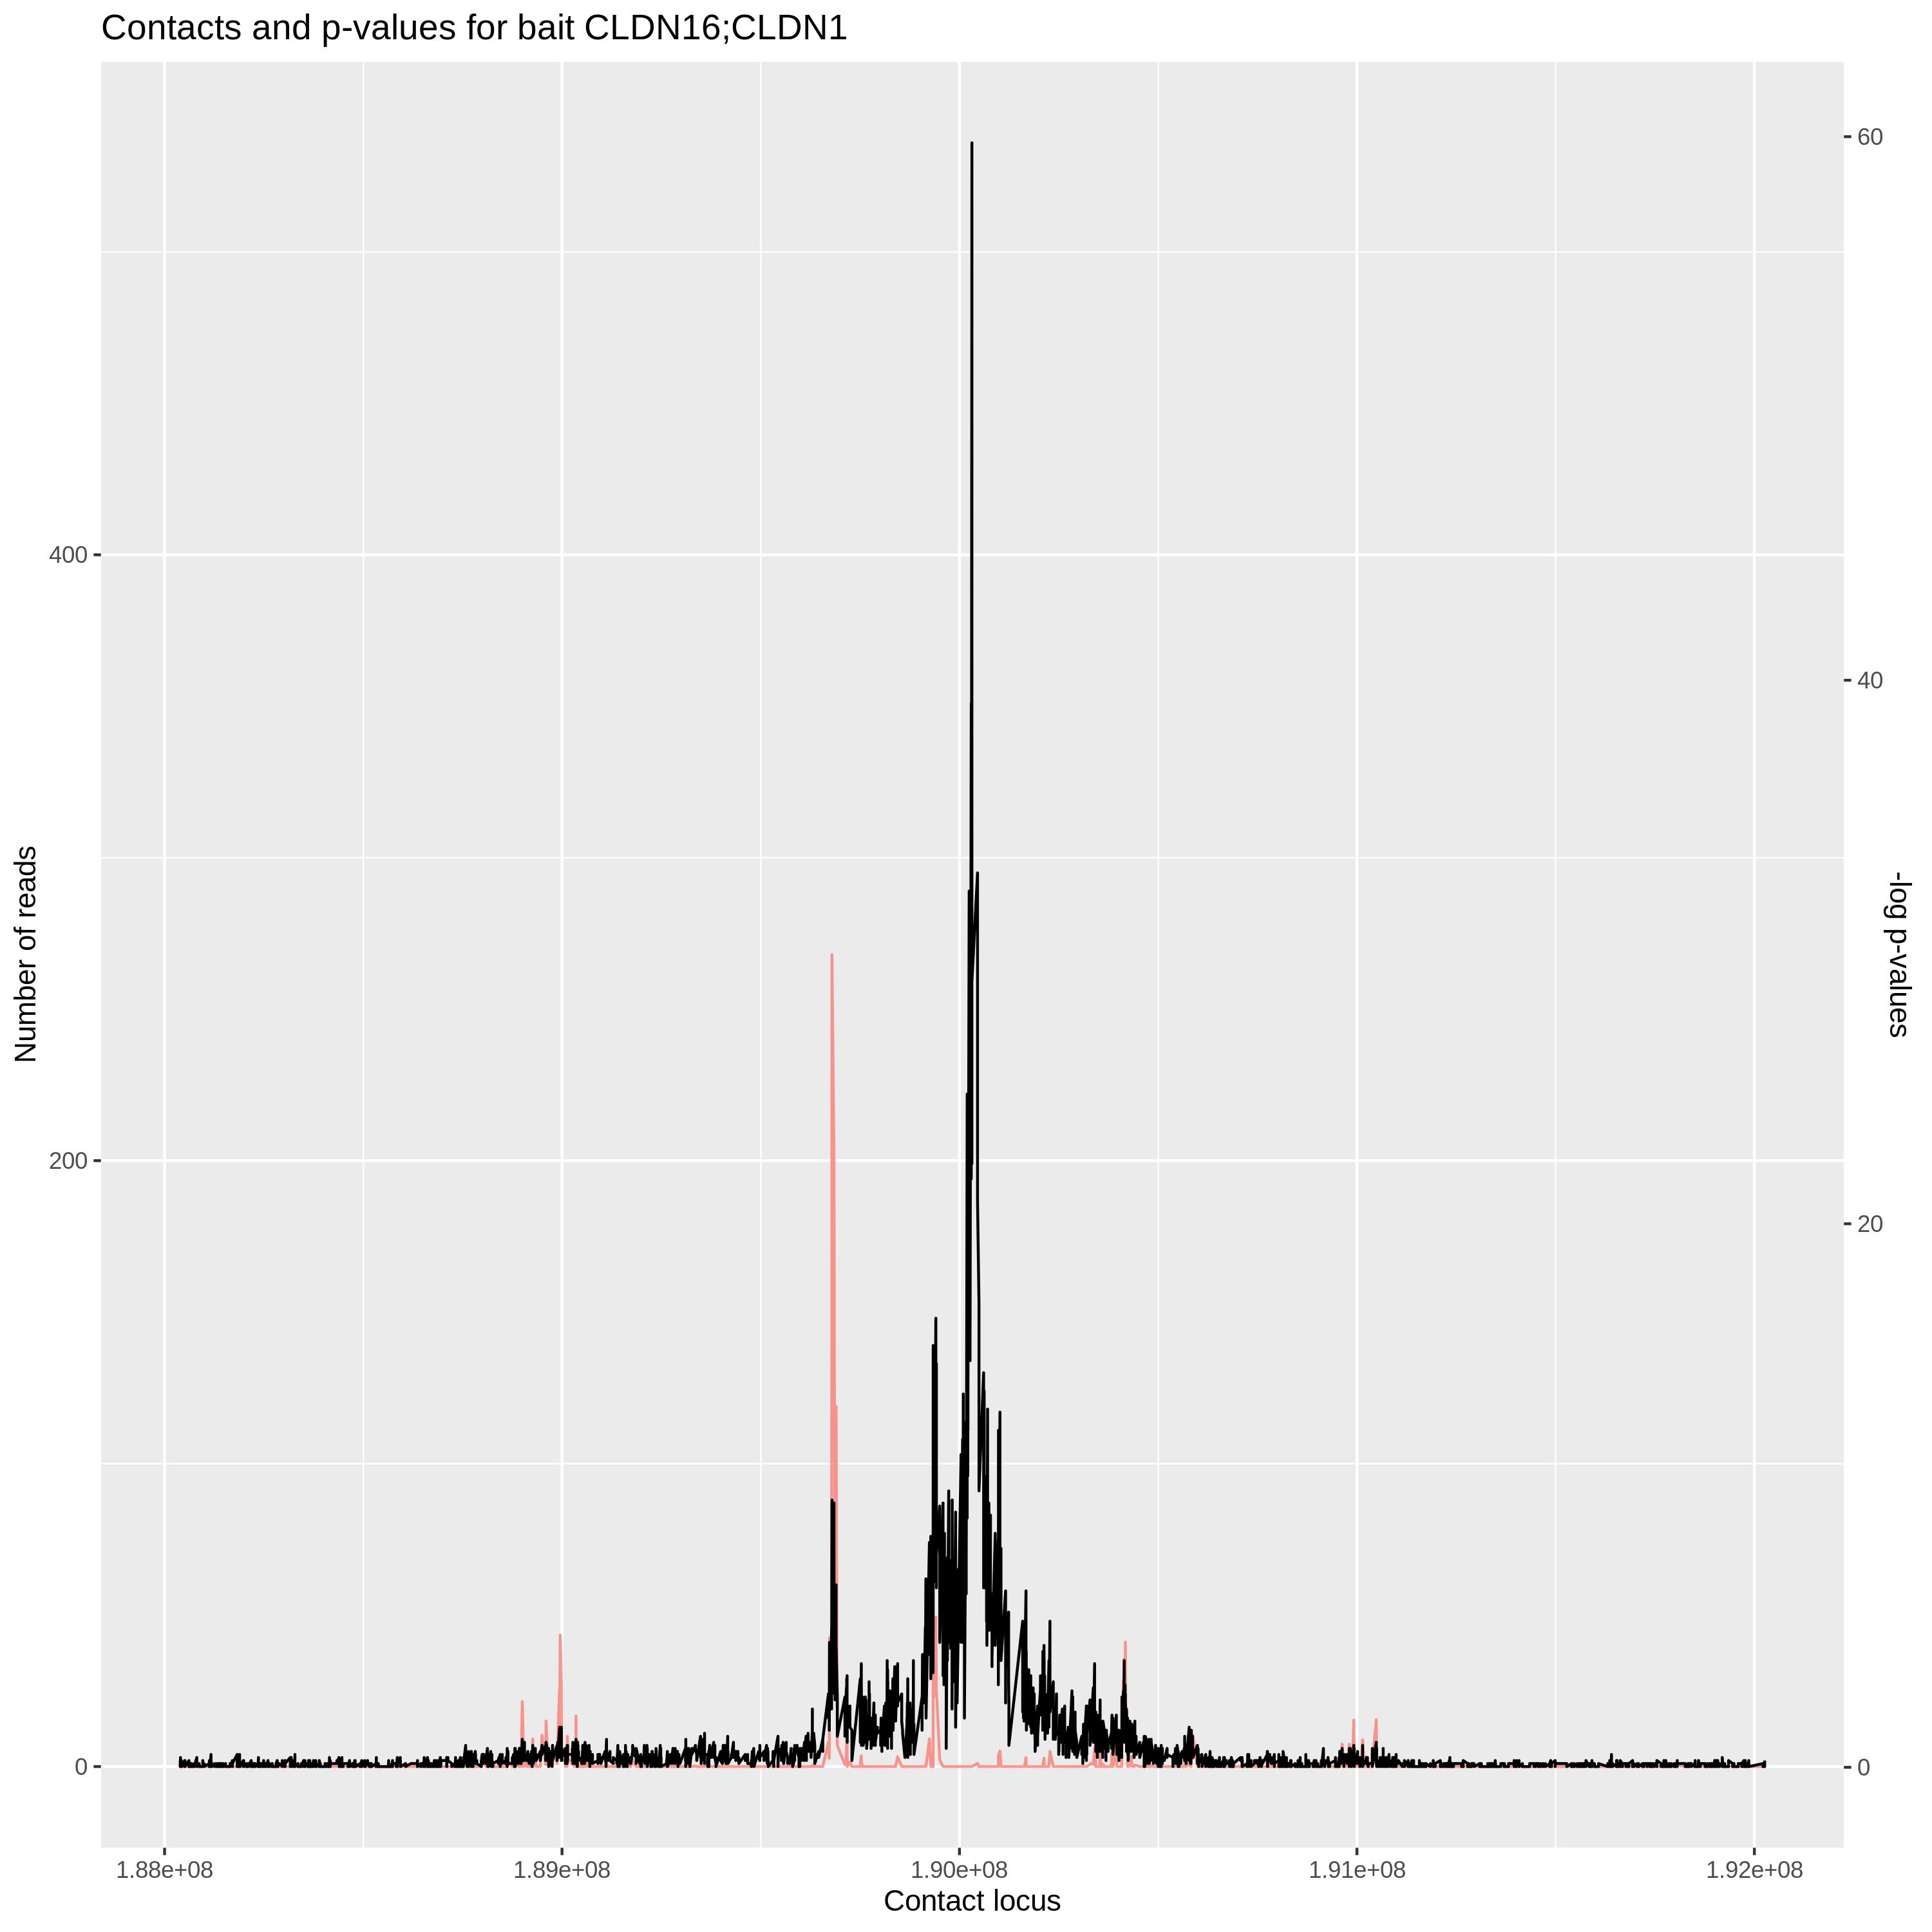 Contacts and p-values for bait CLDN16;CLDN1
Number of reads
400
200
0
60
40
20
0
-log p-values
1.88e+08
1.89e+08
1.90e+08
1.91e+08
1.92e+08
Contact locus